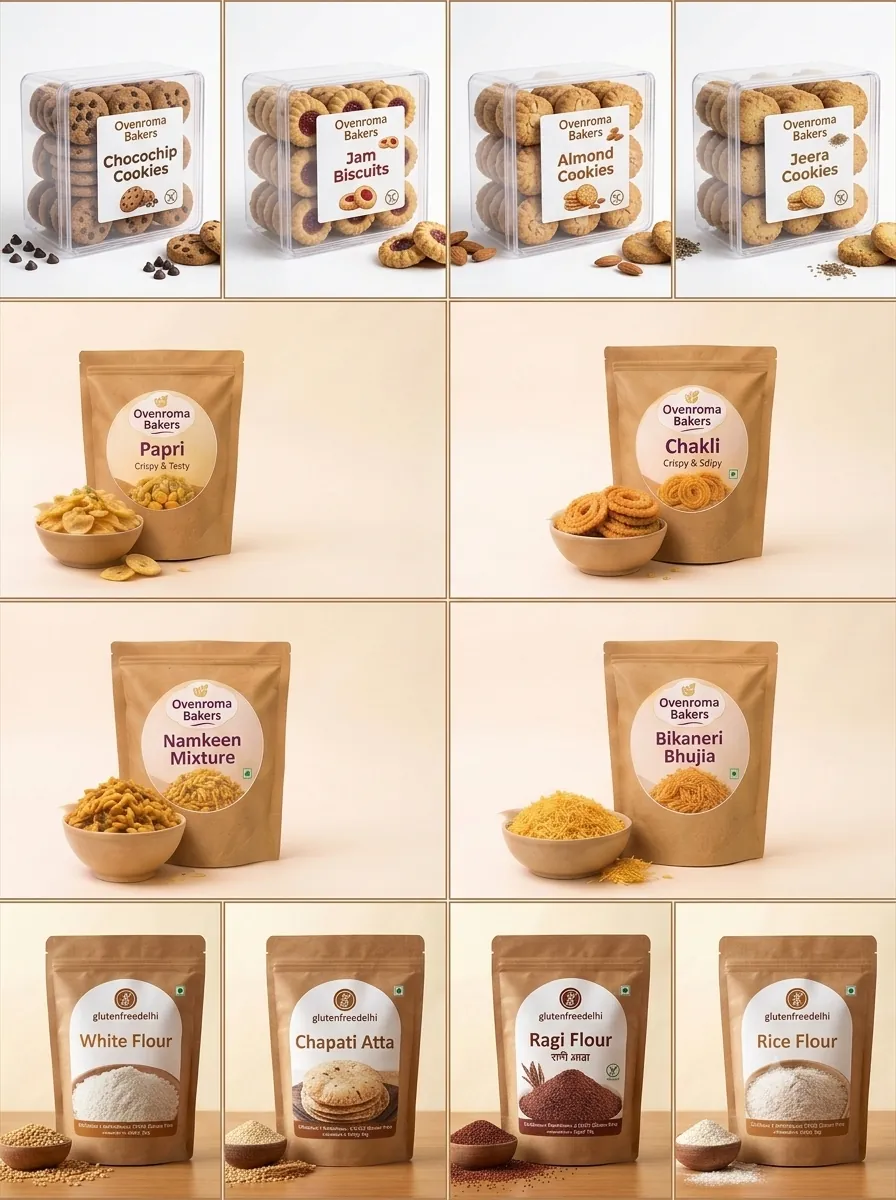 Ovenroma
Bakers
Chocochip
Cookies
Ovenroma
Bakers
Jam
Biscuits
Ovenroma
Bakers
Almond
Cookies
Ovenroma
Bakers
Jeera
Cookies
Ovenroma
Bakers
Papri
Crispy & Testy
Ovenroma
Bakers
Chakli
Crispy & Sdipy
Ovenroma
Bakers
Namkeen
Mixture
Ovenroma
Bakers
Bikaneri
Bhujia
glutenfreedelhi
White Flour
glutenfreedelhi
Chapati Atta
glutenfreedelhi
Ragi Flour
glutenfreedelhi
Rice Flour